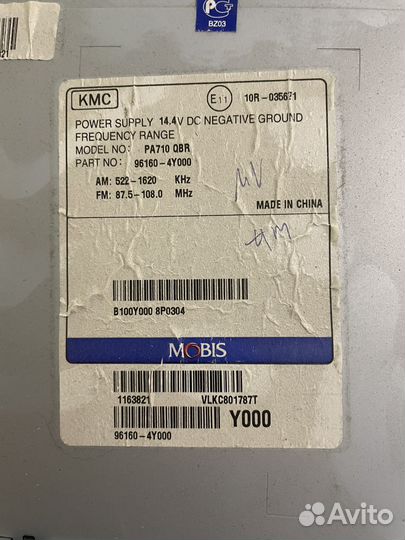 BZ03
KMC E11 10R-035671
POWER SUPPLY 14.4V DC NEGATIVE GROUND
FREQUENCY RANGE
MODEL NO: PA710 QBR
PART NO: 96160-4Y000
AM: 522-1620 KHz
FM: 87.5-108.0 MHz
MADE IN CHINA
B100Y000 8P0304
MOBIS
1163821 VLKC801787T
Y000
96160-4Y000
Avito